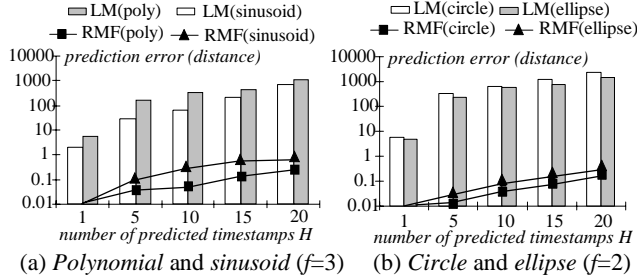 LM(poly) LM(sinusoid)
RMF(poly) RMF(sinusoid)
prediction error (distance)
10000
1000
100
10
1
0.1
0.01
1 5 10 15 20
number of predicted timestamps H
(a) Polynomial and sinusoid (f=3)
LM(circle) LM(ellipse)
RMF(circle) RMF(ellipse)
prediction error (distance)
10000
1000
100
10
1
0.1
0.01
1 5 10 15 20
number of predicted timestamps H
(b) Circle and ellipse (f=2)